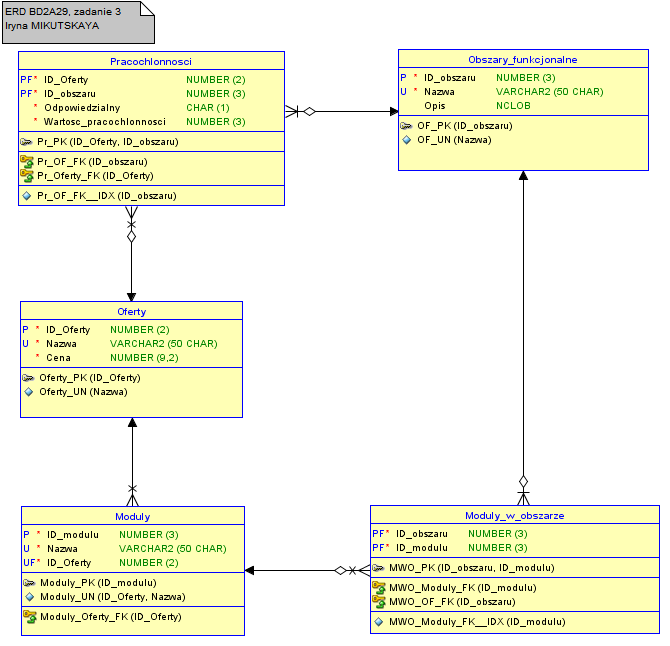 ERD BD2A29, zadanie 3
Iryna MIKUTSKAYA
Pracochlonnosci
PF* ID_Oferty NUMBER (2)
PF* ID_obszaru NUMBER (3)
* Odpowiedzialny CHAR (1)
* Wartosc_pracochlonnosci NUMBER (3)
Pr_PK (ID_Oferty, ID_obszaru)
Pr_OF_FK (ID_obszaru)
Pr_Oferty_FK (ID_Oferty)
Pr_OF_FK__IDX (ID_obszaru)
Obszary_funkcjonalne
P * ID_obszaru NUMBER (3)
U * Nazwa VARCHAR2 (50 CHAR)
Opis NCLOB
OF_PK (ID_obszaru)
OF_UN (Nazwa)
Oferty
P * ID_Oferty NUMBER (2)
U * Nazwa VARCHAR2 (50 CHAR)
* Cena NUMBER (9,2)
Oferty_PK (ID_Oferty)
Oferty_UN (Nazwa)
Moduly
P * ID_modulu NUMBER (3)
U * Nazwa VARCHAR2 (50 CHAR)
UF* ID_Oferty NUMBER (2)
Moduly_PK (ID_modulu)
Moduly_UN (ID_Oferty, Nazwa)
Moduly_Oferty_FK (ID_Oferty)
Moduly_w_obszarze
PF* ID_obszaru NUMBER (3)
PF* ID_modulu NUMBER (3)
MWO_PK (ID_obszaru, ID_modulu)
MWO_Moduly_FK (ID_modulu)
MWO_OF_FK (ID_obszaru)
MWO_Moduly_FK__IDX (ID_modulu)